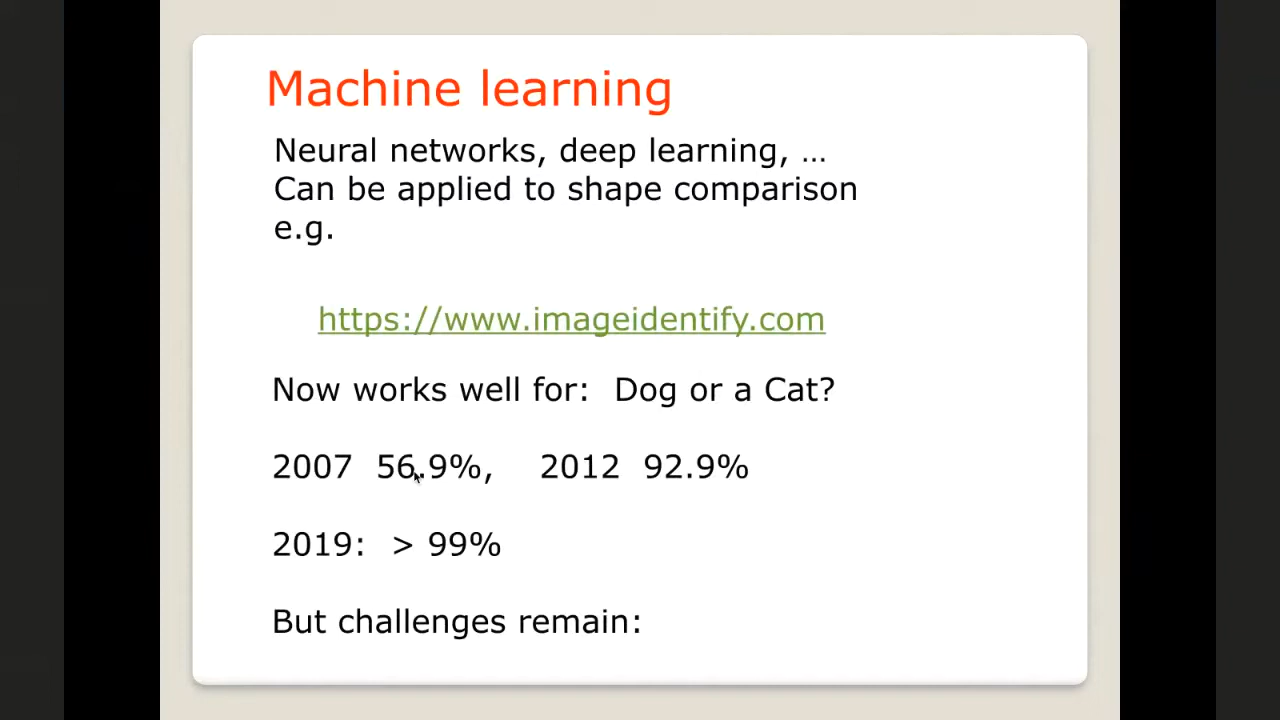 Machine learning
Neural networks, deep learning, …
Can be applied to shape comparison
e.g.
https://www.imageidentify.com
Now works well for:  Dog or a Cat?
2007  56.9%,    2012  92.9%
2019:  > 99%
But challenges remain: